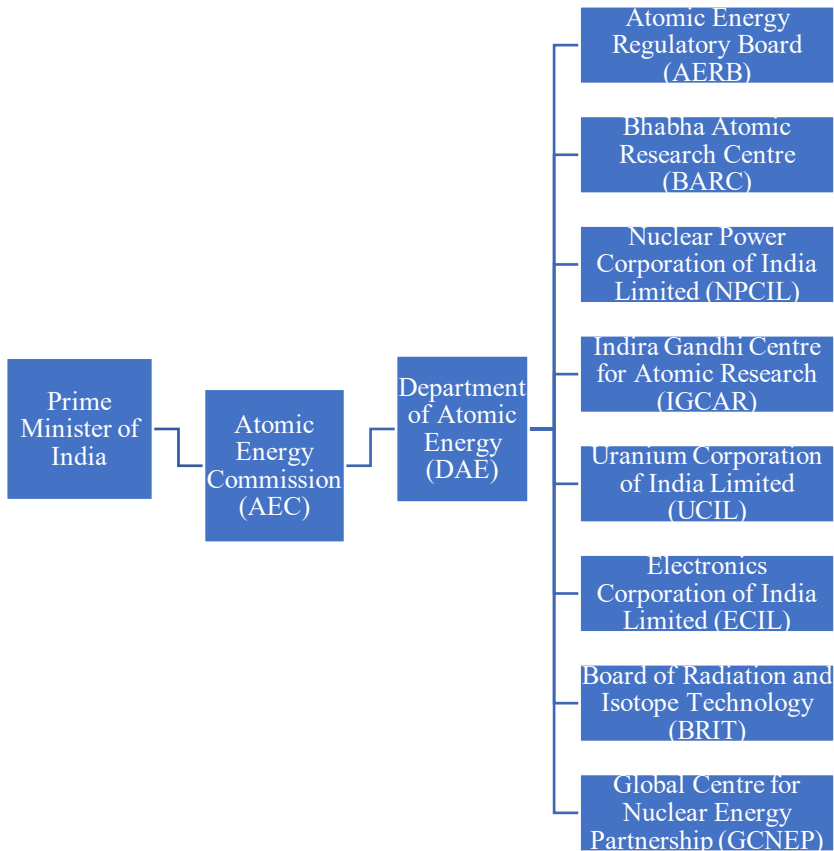 Prime
Minister of
India
Atomic
Energy
Commission
(AEC)
Department
of Atomic
Energy
(DAE)
Atomic Energy
Regulatory Board
(AERB)
Bhabha Atomic
Research Centre
(BARC)
Nuclear Power
Corporation of India
Limited (NPCIL)
Indira Gandhi Centre
for Atomic Research
(IGCAR)
Uranium Corporation
of India Limited
(UCIL)
Electronics
Corporation of India
Limited (ECIL)
Board of Radiation and
Isotope Technology
(BRIT)
Global Centre for
Nuclear Energy
Partnership (GCNEP)